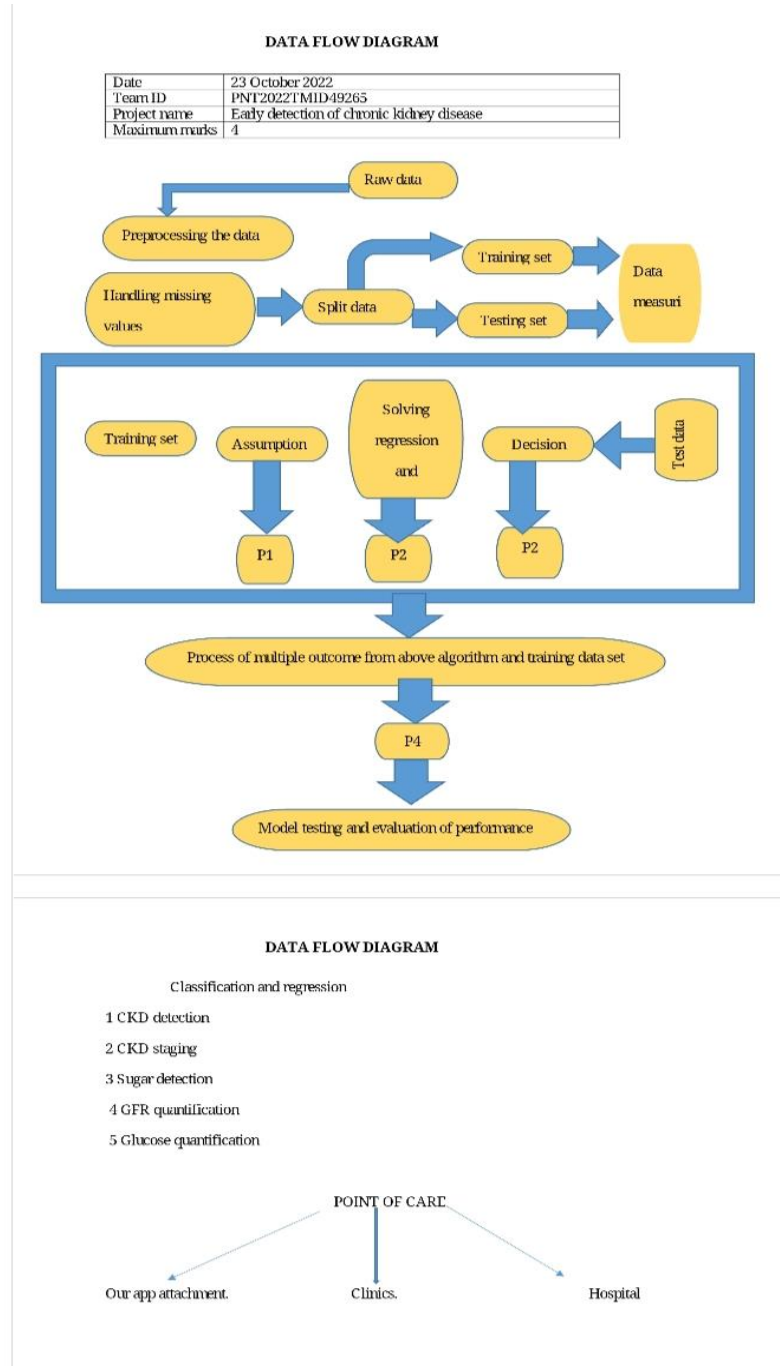 DATA FLOW DIAGRAM
Date 23 October 2022
Team ID PNT2022TMID49265
Project name Early detection of chronic kidney disease
Maximum marks 4
Raw data
Preprocessing the data
Training set
Data
measuri
Handling missing
values
Split data
Testing set
Training set
Assumption
Solving
regression
and
Decision
Test data
P1
P2
P2
Process of multiple outcome from above algorithm and training data set
P4
Model testing and evaluation of performance
DATA FLOW DIAGRAM
Classification and regression
1 CKD detection
2 CKD staging
3 Sugar detection
4 GFR quantification
5 Glucose quantification
POINT OF CARE
Our app attachment.
Clinics.
Hospital